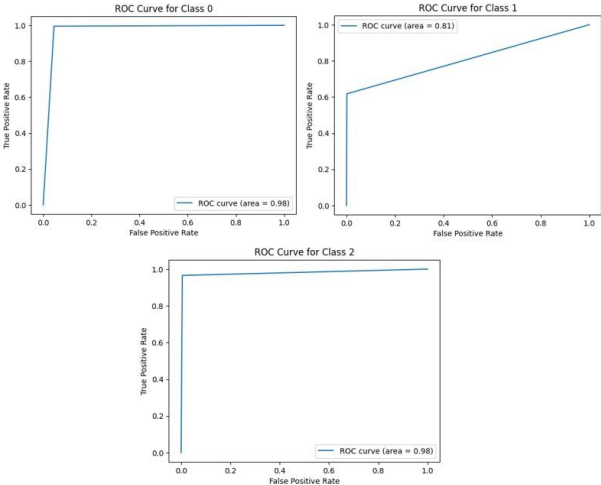 ROC Curve for Class 0
True Positive Rate
1.0
0.8
0.6
0.4
0.2
0.0
ROC curve (area = 0.98)
0.0 0.2 0.4 0.6 0.8 1.0
False Positive Rate
ROC Curve for Class 1
True Positive Rate
1.0
0.8
0.6
0.4
0.2
0.0
ROC curve (area = 0.81)
0.0 0.2 0.4 0.6 0.8 1.0
False Positive Rate
ROC Curve for Class 2
True Positive Rate
1.0
0.8
0.6
0.4
0.2
0.0
ROC curve (area = 0.98)
0.0 0.2 0.4 0.6 0.8 1.0
False Positive Rate